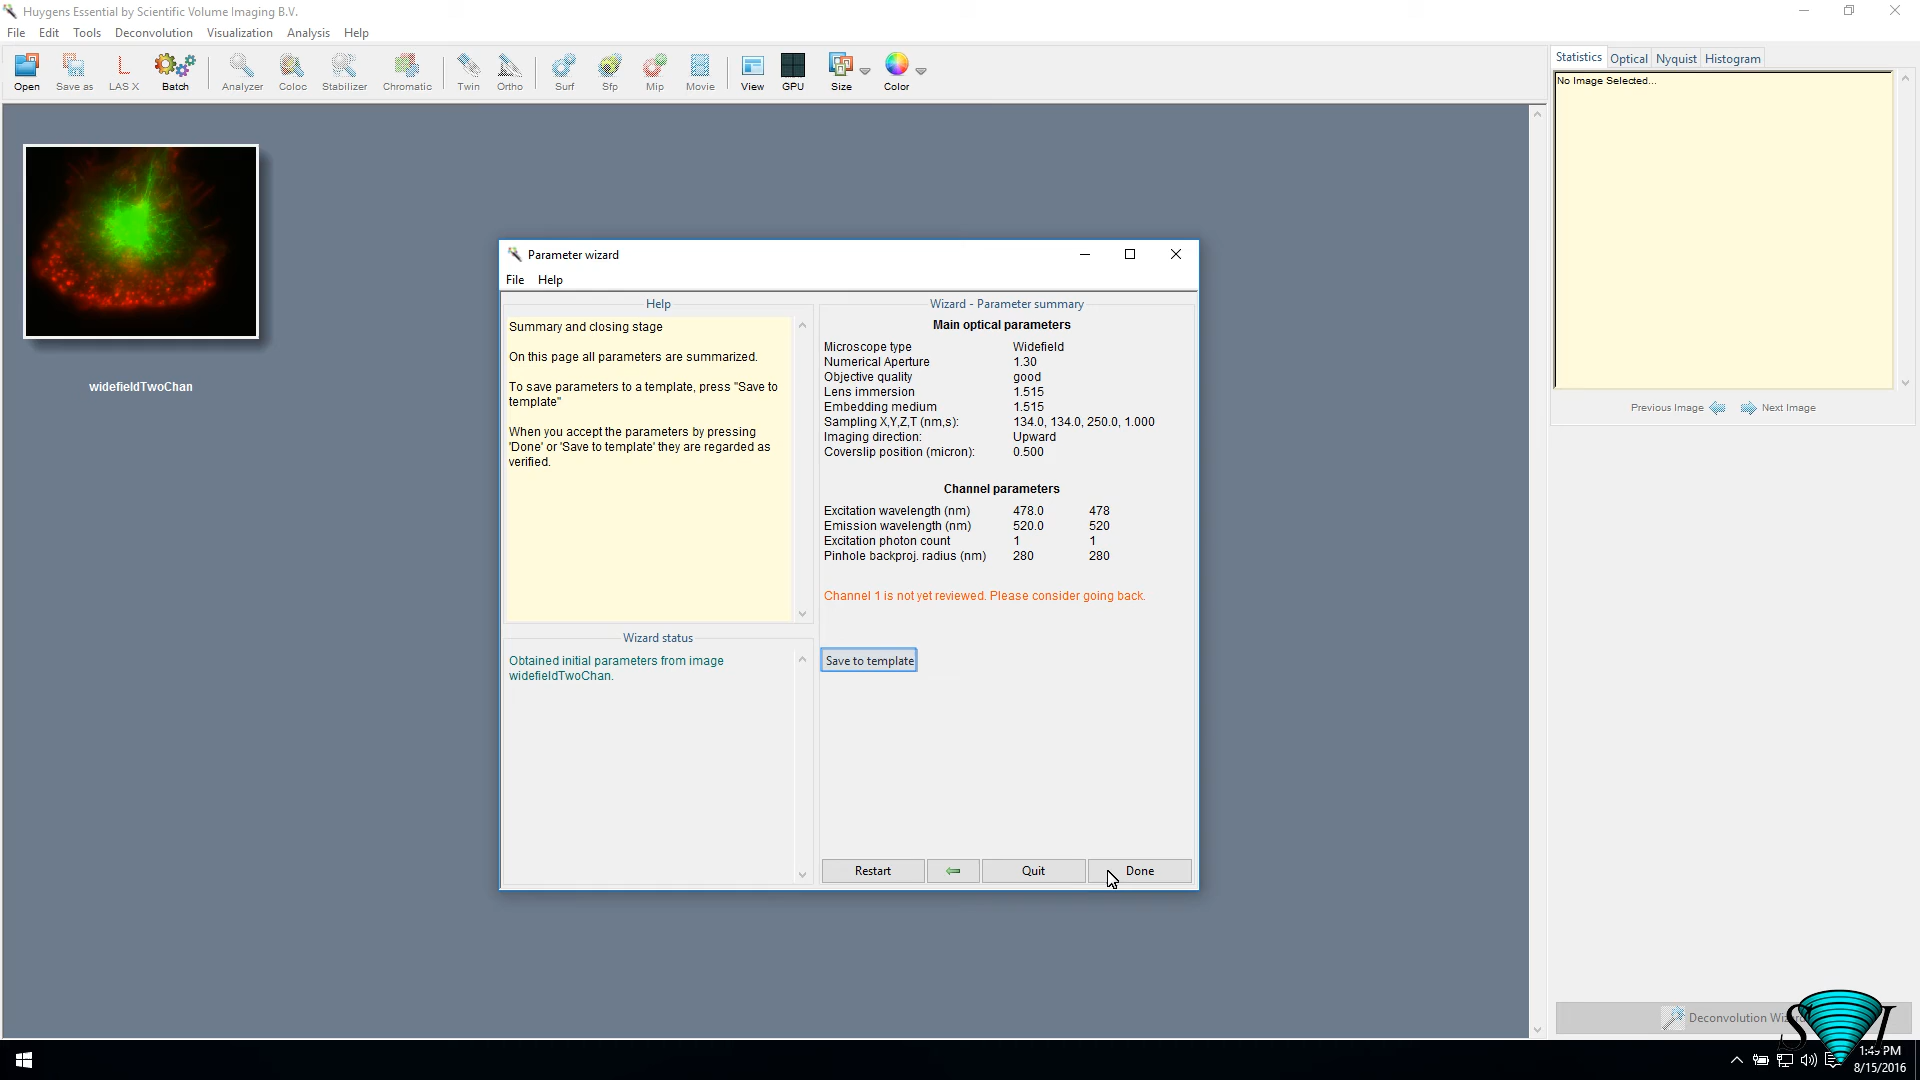 Huygens Essential by Scientific Volume Imaging B.V.
File Edit Tools Deconvolution Visualization Analysis Help
Open Save as LAS X Batch Analyzer Coloc Stabilizer Chromatic Twin Ortho Surf Sfp Mip Movie View GPU Size Color
Statistics Optical Nyquist Histogram
No Image Selected...
Previous Image Next Image
widefieldTwoChan
Parameter wizard
File Help
Help
Summary and closing stage
On this page all parameters are summarized.
To save parameters to a template, press "Save to
template"
When you accept the parameters by pressing
'Done' or 'Save to template' they are regarded as
verified.
Wizard status
Obtained initial parameters from image
widefieldTwoChan.
Wizard - Parameter summary
Main optical parameters
Microscope type Widefield
Numerical Aperture 1.30
Objective quality good
Lens immersion 1.515
Embedding medium 1.515
Sampling X,Y,Z,T (nm,s): 134.0, 134.0, 250.0, 1.000
Imaging direction: Upward
Coverslip position (micron): 0.500
Channel parameters
Excitation wavelength (nm) 478.0 478
Emission wavelength (nm) 520.0 520
Excitation photon count 1 1
Pinhole backproj. radius (nm) 280 280
Channel 1 is not yet reviewed. Please consider going back.
Save to template
Restart Quit Done
Deconvolution
S I
1:49 PM
8/15/2016